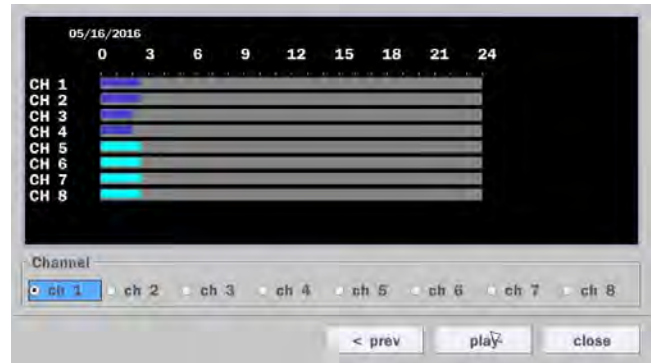 05/16/2016
0 3 6 9 12 15 18 21 24
CH 1
CH 2
CH 3
CH 4
CH 5
CH 6
CH 7
CH 8
Channel
ch 1 ch 2 ch 3 ch 4 ch 5 ch 6 ch 7 ch 8
< prev play close